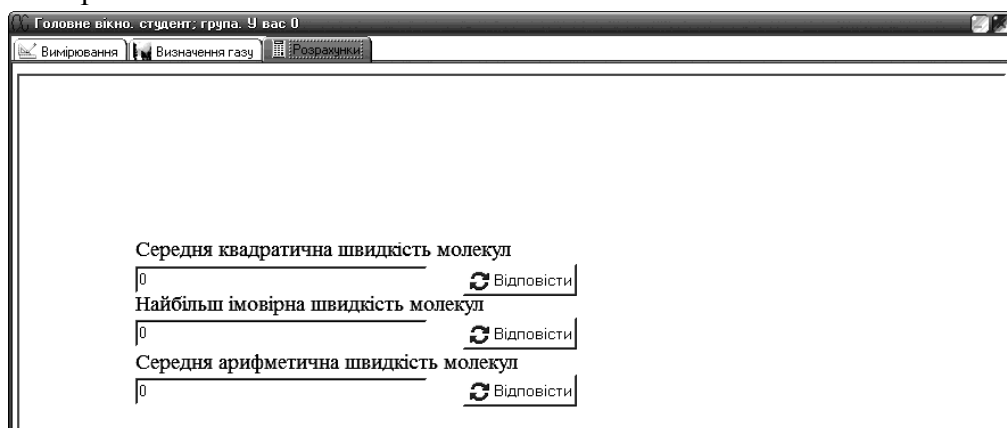 Головне вікно. студент; група. У вас 0
Вимірювання Визначення газу Розрахунки
Середня квадратична швидкість молекул
0 Відповісти
Найбільш імовірна швидкість молекул
0 Відповісти
Середня арифметична швидкість молекул
0 Відповісти